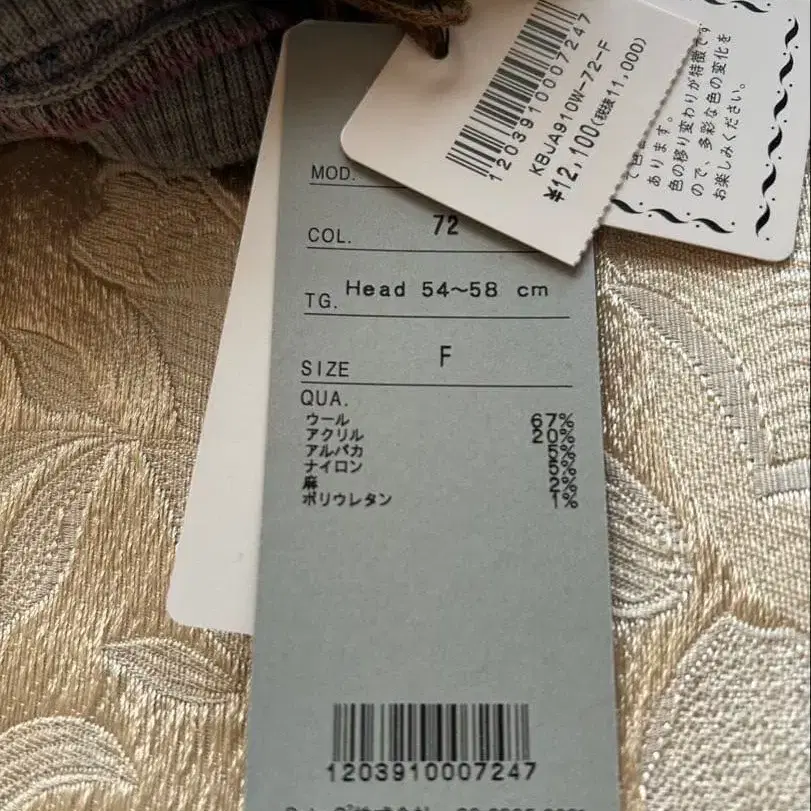 1203910007247
KBJA910W-72-F
¥12,100(税抜11,000)
あります。
色の移り変わりが特徴です
ので、多彩な色の変化を
お楽しみください。
MOD.
COL. 72
TG. Head 54~58 cm
SIZE F
QUA.
ウール 67%
アクリル 20%
アルパカ 5%
ナイロン 5%
麻 2%
ポリウレタン 1%
1203910007247